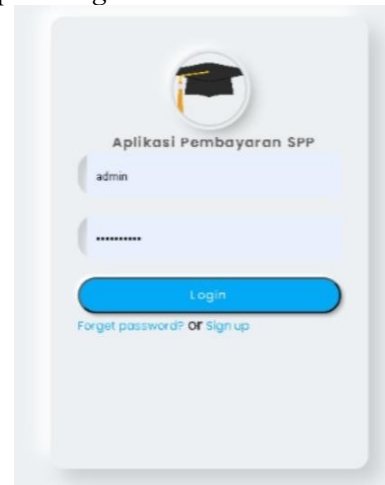 Aplikasi Pembayaran SPP
admin
••••••••••
Login
Forget password? or Sign up